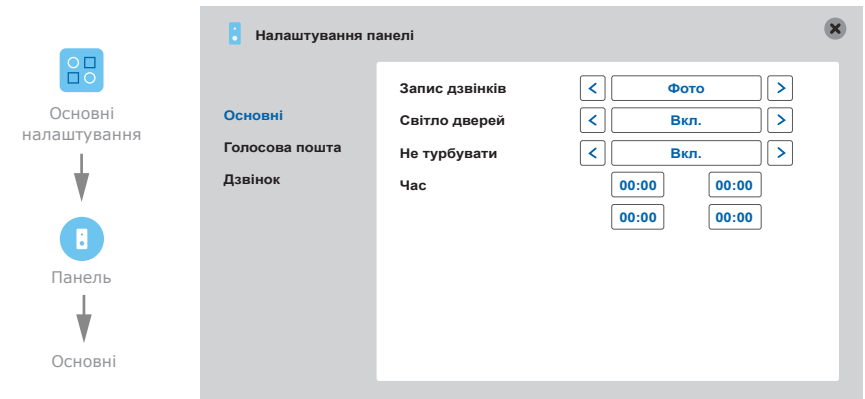 Основні
налаштування
Панель
Основні
Налаштування панелі
Основні
Голосова пошта
Дзвінок
Запис дзвінків < Фото >
Світло дверей < Вкл. >
Не турбувати < Вкл. >
Час 00:00 00:00
00:00 00:00